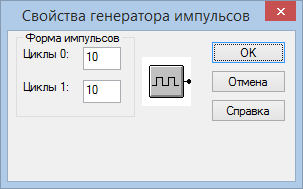 Свойства генератора импульсов
Форма импульсов
Циклы 0: 10
Циклы 1: 10
OK
Отмена
Справка